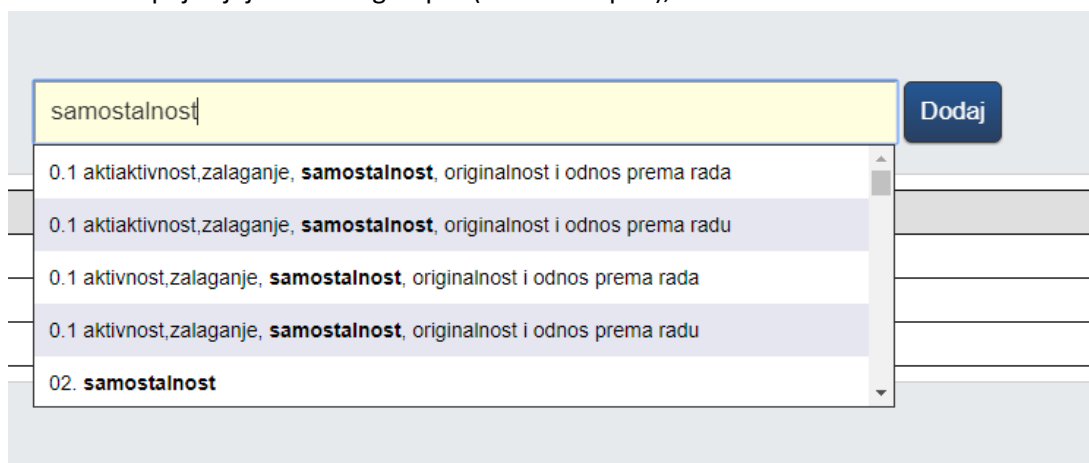 samostalnost
Dodaj
0.1 aktiaktivnost,zalaganje, samostalnost, originalnost i odnos prema rada
0.1 aktiaktivnost,zalaganje, samostalnost, originalnost i odnos prema radu
0.1 aktivnost,zalaganje, samostalnost, originalnost i odnos prema rada
0.1 aktivnost,zalaganje, samostalnost, originalnost i odnos prema radu
02. samostalnost